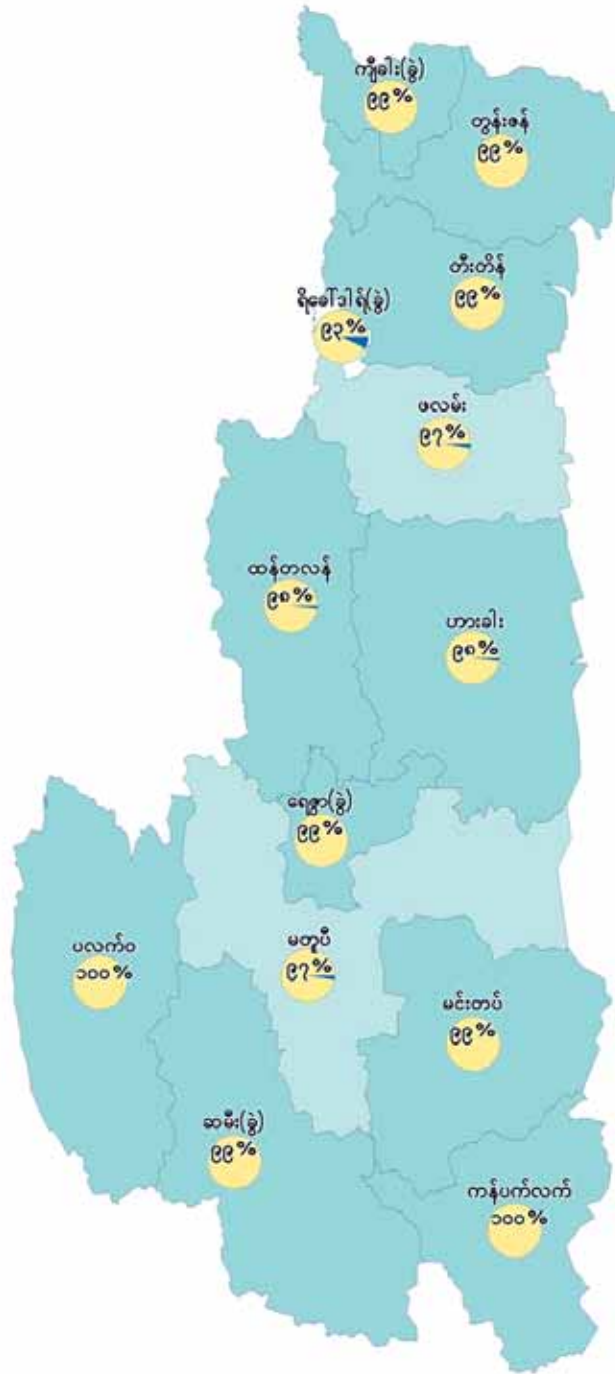 ကျီခါး(ခွဲ)
၉၉%
တွန်းဇန်
၉၉%
တီးတိန်
၉၉%
ရိခေါ်ဒါရ်(ခွဲ)
၉၃%
ဖလမ်း
၉၇%
ထန်တလန်
၉၈%
ဟားခါး
၉၈%
ရေဇွာ(ခွဲ)
၉၉%
ပလက်ဝ
၁၀၀%
မတူပီ
၉၇%
မင်းတပ်
၉၉%
ဆမီး(ခွဲ)
၉၉%
ကန်ပက်လက်
၁၀၀%